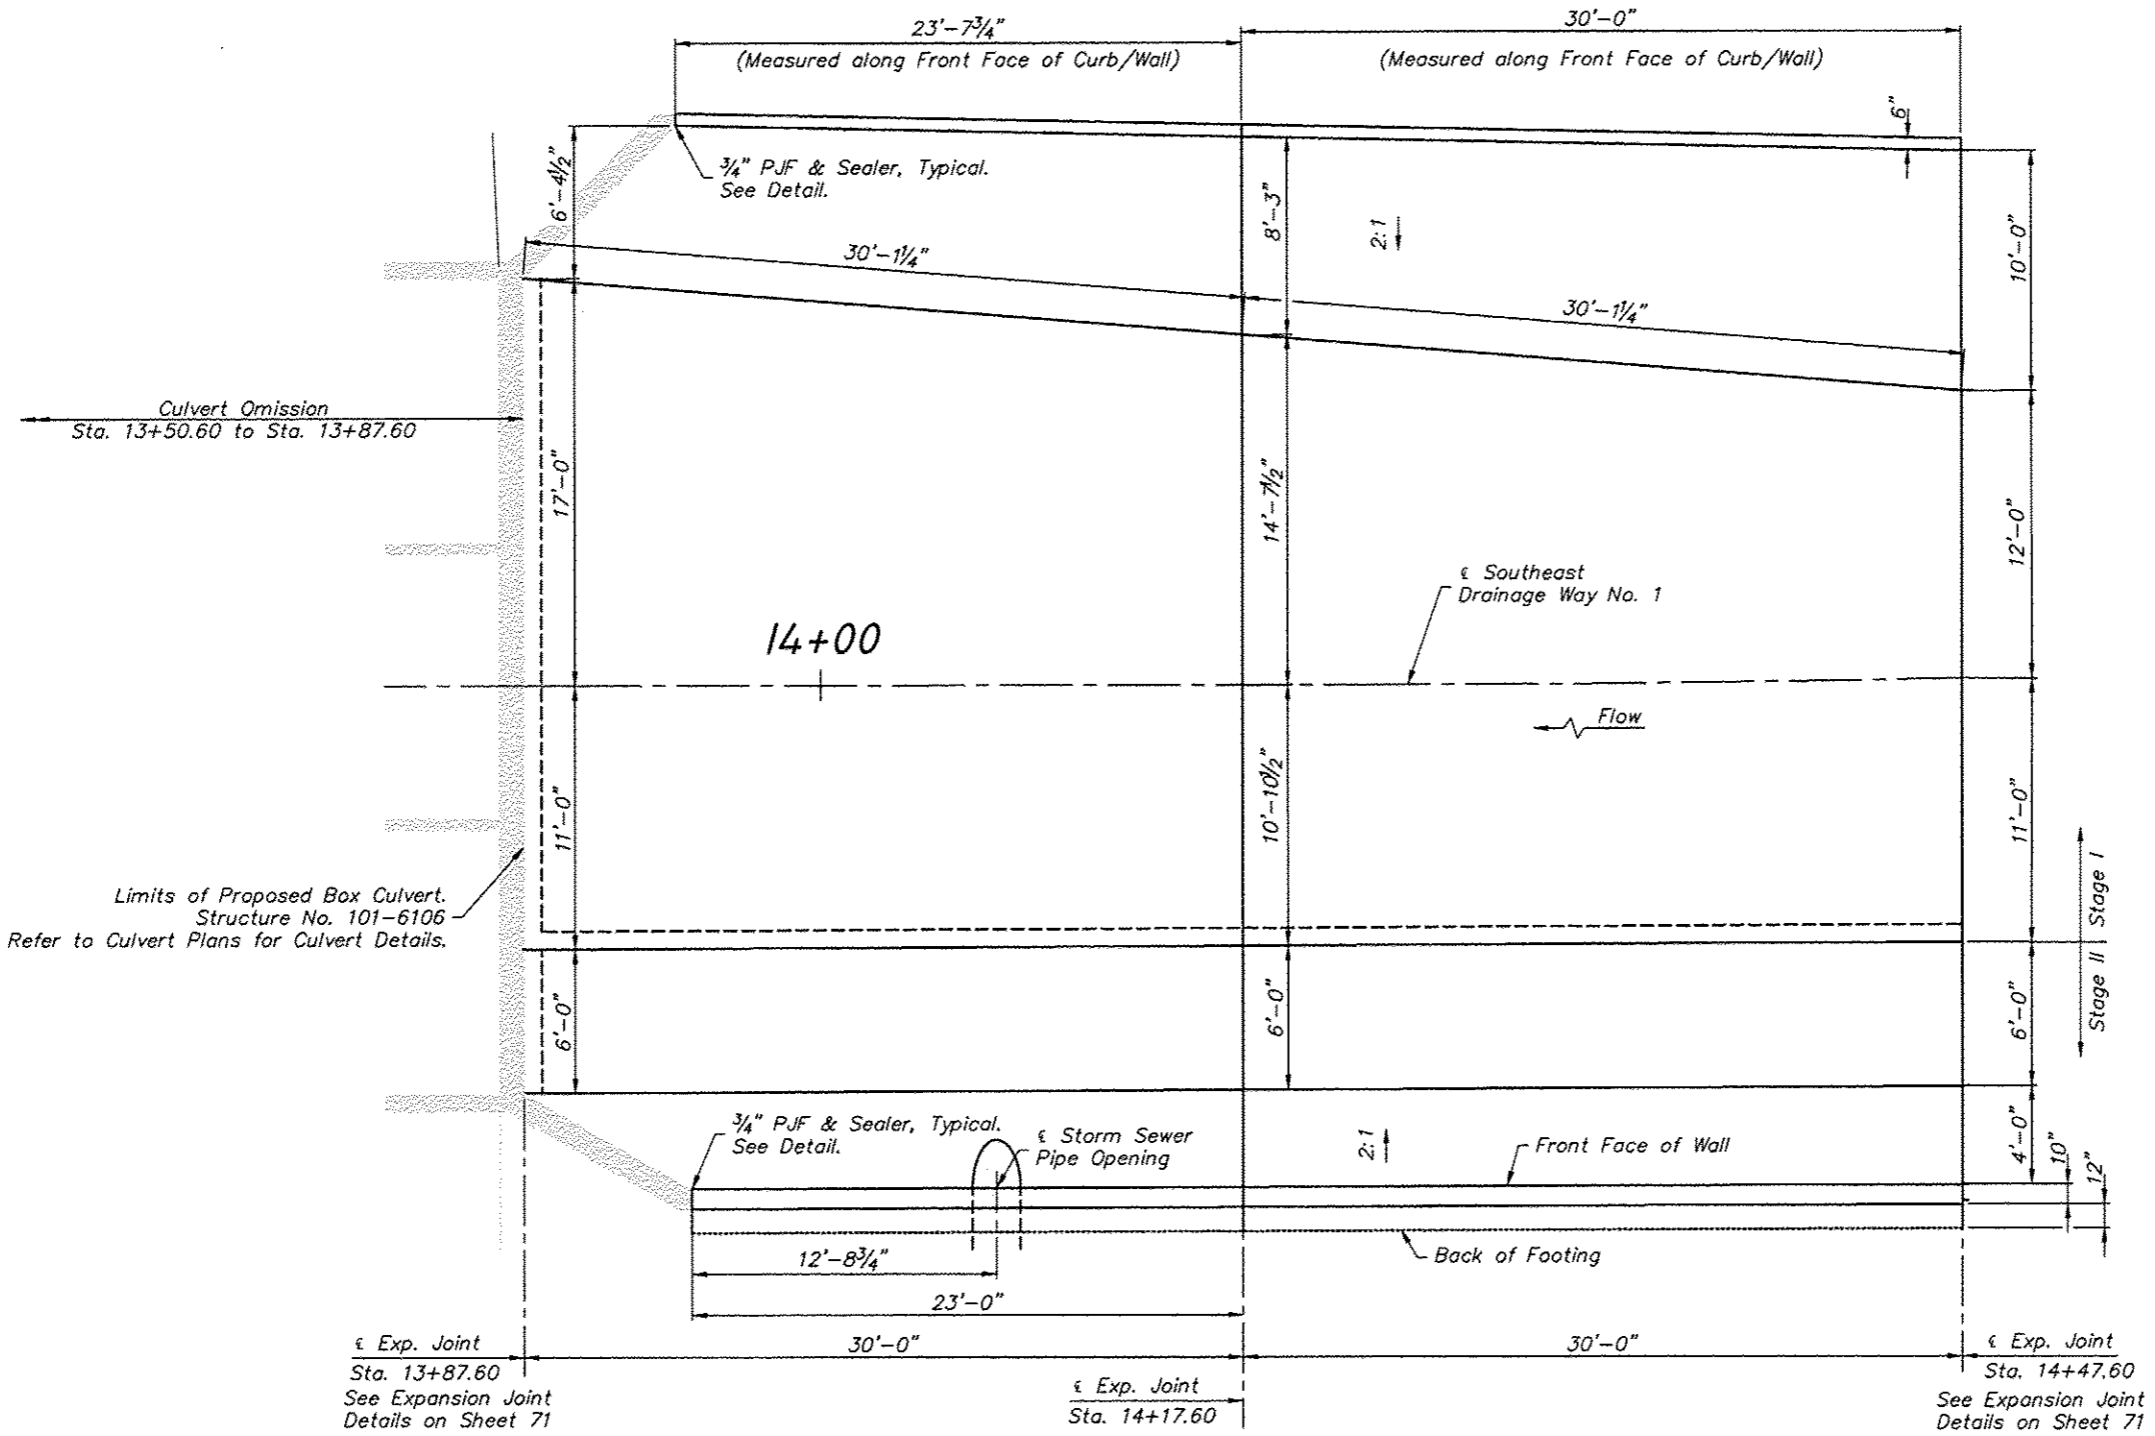 23'-7¾"
(Measured along Front Face of Curb/Wall)
30'-0"
(Measured along Front Face of Curb/Wall)
6"
¾" PJF & Sealer, Typical.
See Detail.
6'-4½"
8'-3"
2:1
10'-0"
30'-1¼"
30'-1¼"
Culvert Omission
Sta. 13+50.60 to Sta. 13+87.60
17'-0"
14'-7½"
12'-0"
℄ Southeast
Drainage Way No. 1
14+00
Flow
11'-0"
10'-10½"
11'-0"
Limits of Proposed Box Culvert.
Structure No. 101-6106
Refer to Culvert Plans for Culvert Details.
Stage I
Stage II
6'-0"
6'-0"
6'-0"
¾" PJF & Sealer, Typical.
See Detail.
℄ Storm Sewer
Pipe Opening
2:1
Front Face of Wall
4'-0"
10"
12"
Back of Footing
12'-8¾"
23'-0"
30'-0"
30'-0"
℄ Exp. Joint
Sta. 13+87.60
See Expansion Joint
Details on Sheet 71
℄ Exp. Joint
Sta. 14+17.60
℄ Exp. Joint
Sta. 14+47.60
See Expansion Joint
Details on Sheet 71